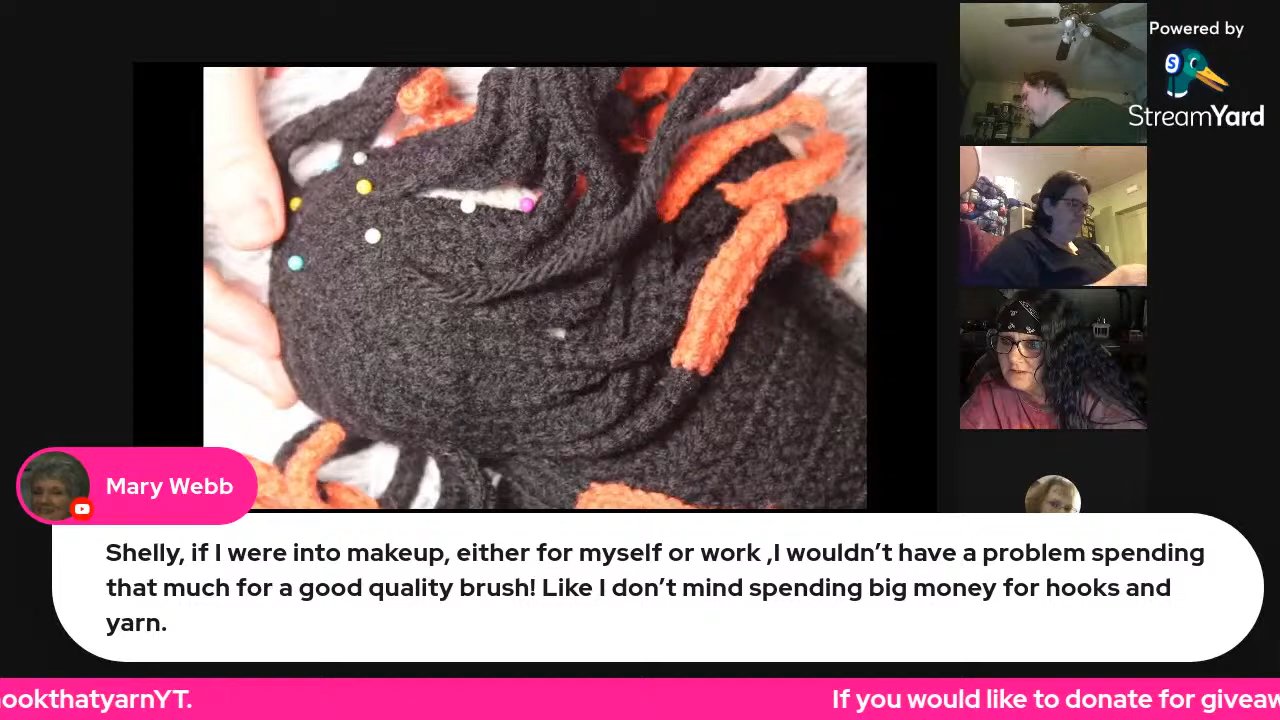 Powered by
StreamYard
Mary Webb
Shelly, if I were into makeup, either for myself or work ,I wouldn’t have a problem spending
that much for a good quality brush! Like I don’t mind spending big money for hooks and
yarn.
hookthatyarnYT. If you would like to donate for